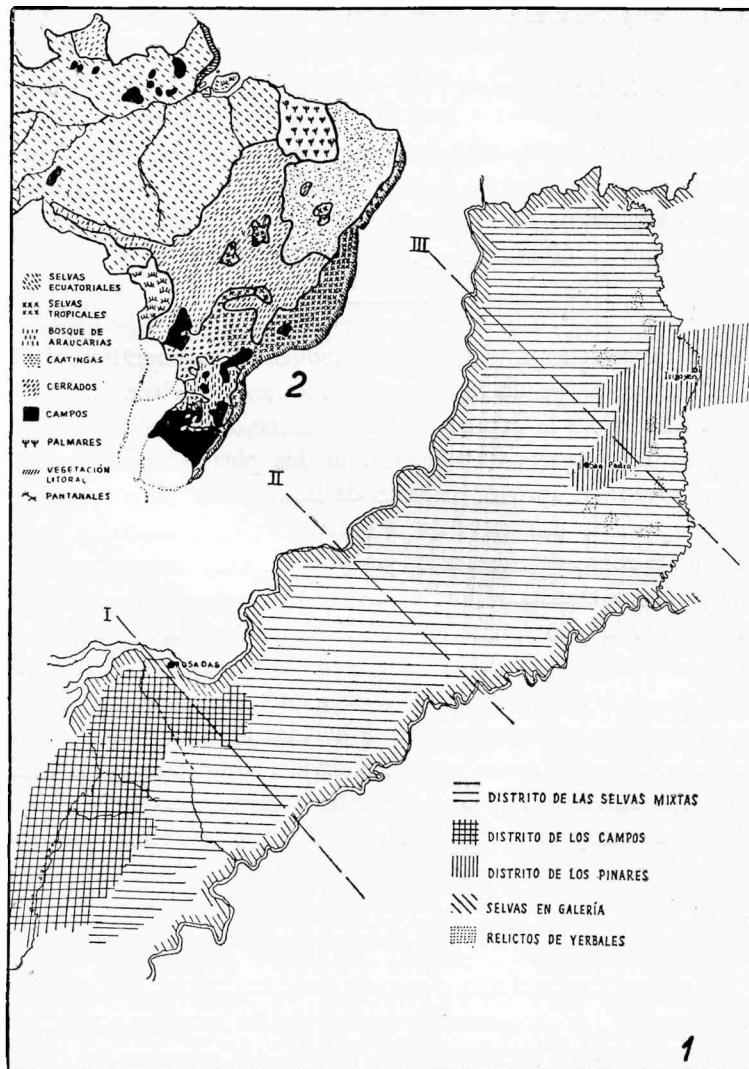 SELVAS
ECUATORIALES
SELVAS
TROPICALES
BOSQUE DE
ARAUCARIAS
CAATINGAS
CERRADOS
CAMPOS
PALMARES
VEGETACIÓN
LITORAL
PANTANALES
2
III
II
I
POSADAS
Irigoyen
San Pedro
DISTRITO DE LAS SELVAS MIXTAS
DISTRITO DE LOS CAMPOS
DISTRITO DE LOS PINARES
SELVAS EN GALERÍA
RELICTOS DE YERBALES
1